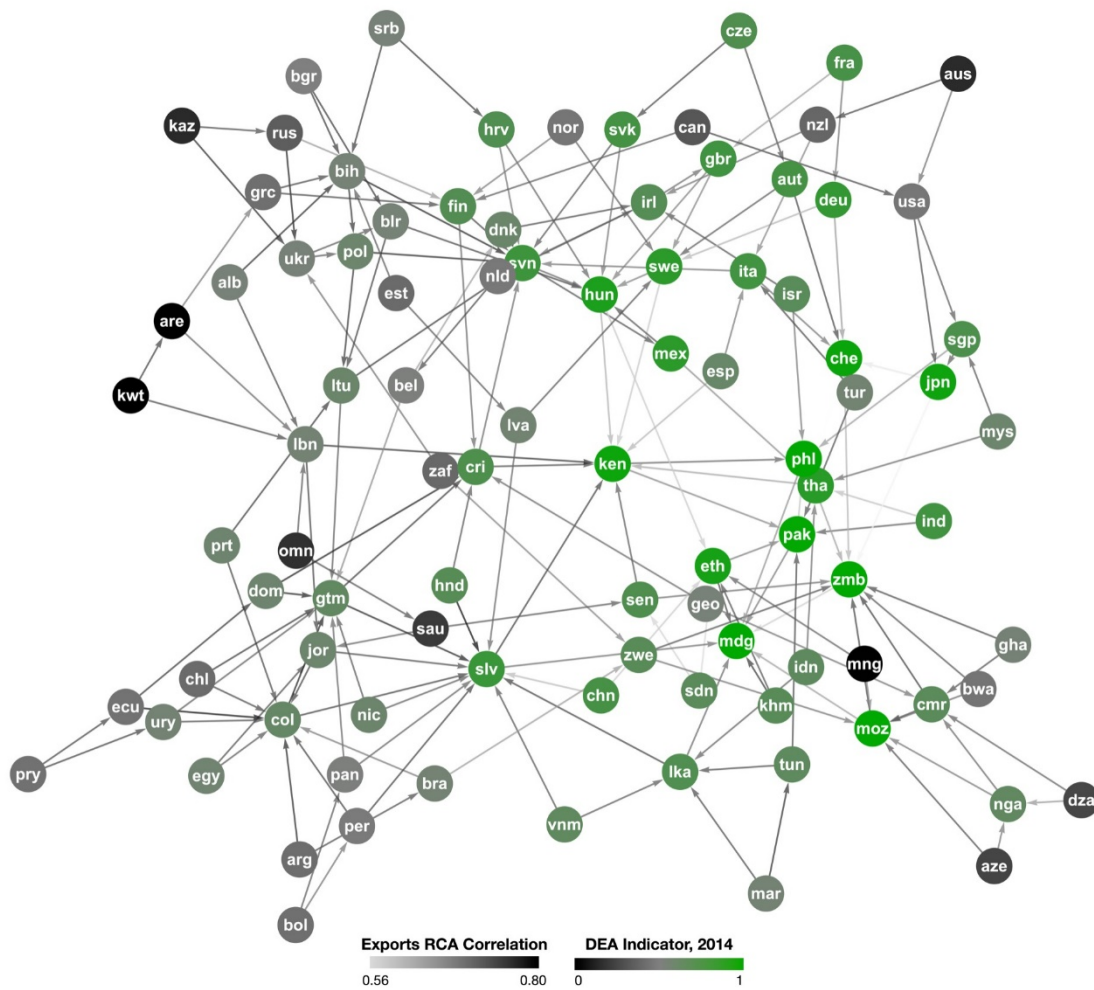 srb
cze
fra
bgr
aus
kaz
rus
hrv
nor
svk
can
nzl
gbr
bih
grc
aut
fin
irl
deu
usa
blr
dnk
ukr
pol
svn
nld
swe
ita
alb
est
hun
isr
are
mex
che
sgp
esp
jpn
kwt
ltu
bel
tur
lva
mys
lbn
zaf
cri
ken
phl
tha
ind
prt
omn
pak
eth
zmb
dom
gtm
hnd
sen
geo
sau
jor
mdg
gha
slv
zwe
idn
mng
chl
ecu
ury
col
nic
chn
sdn
khm
bwa
cmr
moz
pry
egy
pan
bra
lka
tun
per
vnm
nga
dza
arg
aze
mar
bol
Exports RCA Correlation
0.56 0.80
DEA Indicator, 2014
0 1